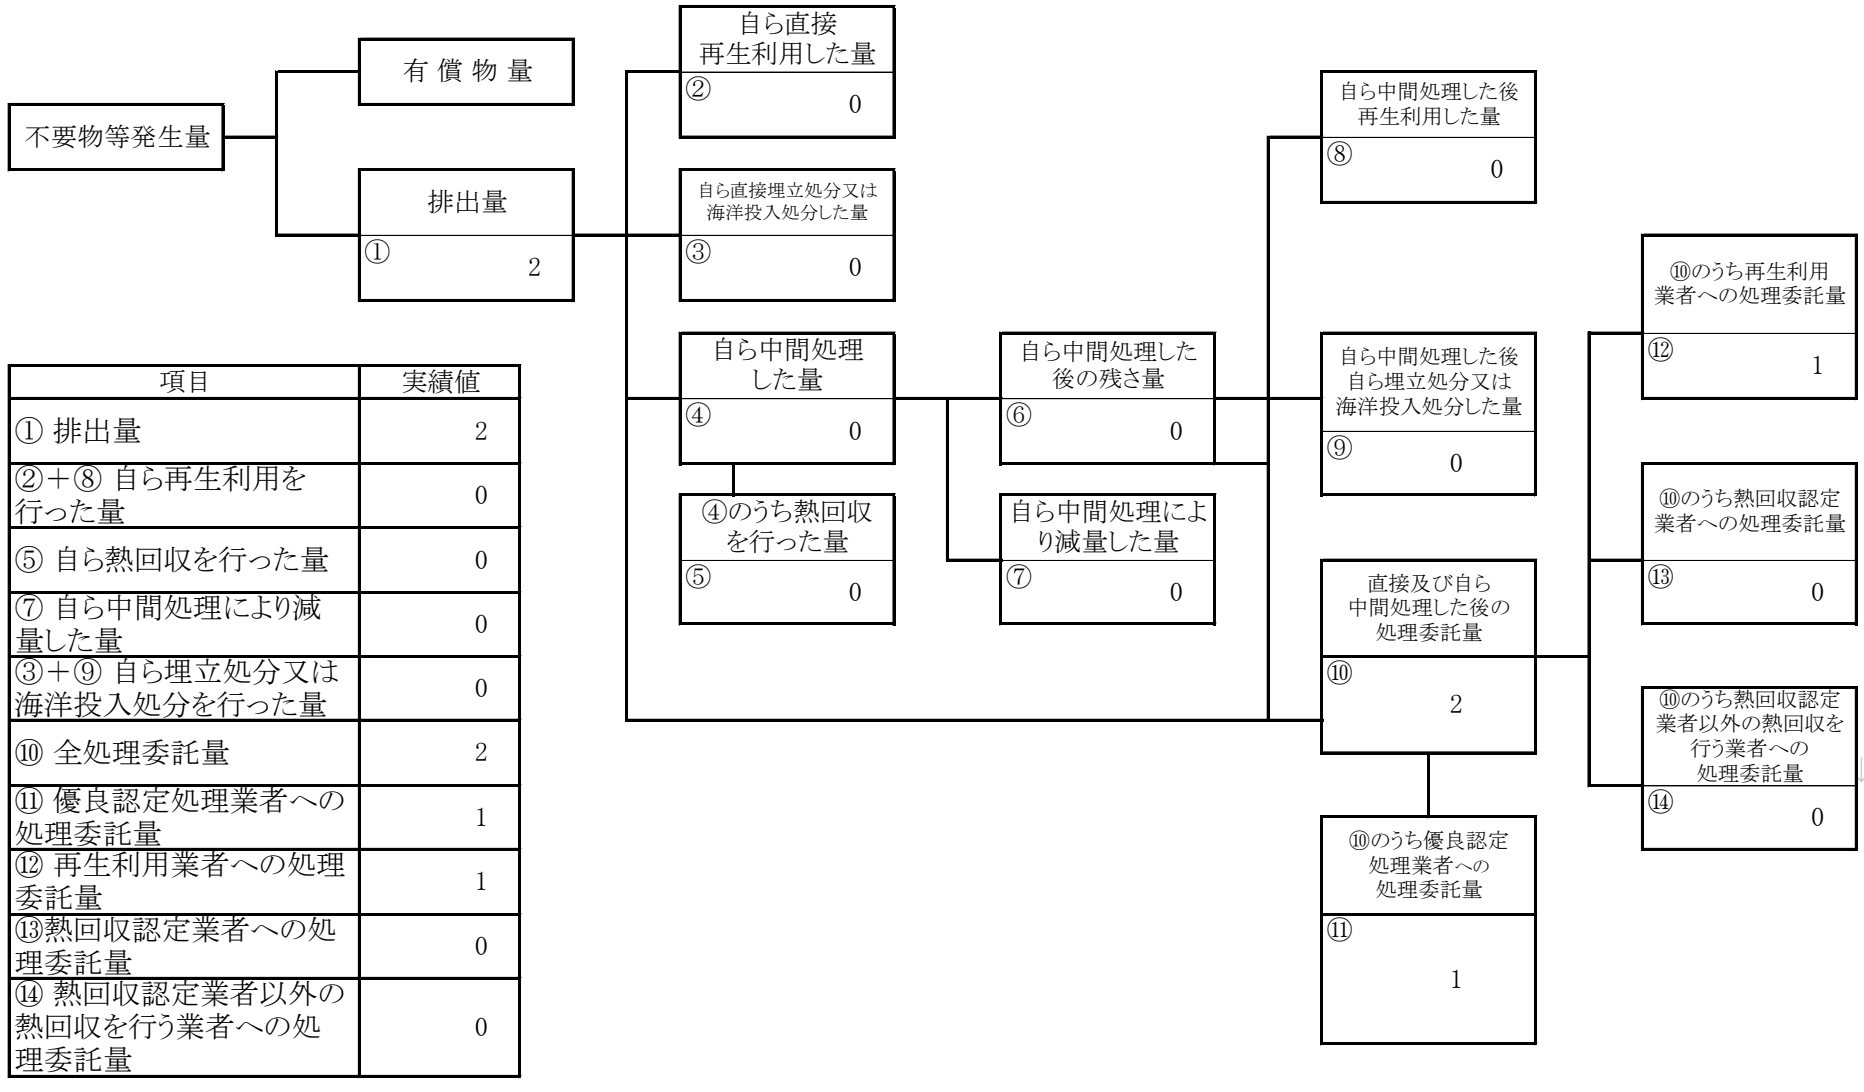 不要物等発生量
有 償 物 量
排出量
①
2
自ら直接
再生利用した量
②
0
自ら直接埋立処分又は
海洋投入処分した量
③
0
自ら中間処理
した量
④
0
④のうち熱回収
を行った量
⑤
0
自ら中間処理した
後の残さ量
⑥
0
自ら中間処理によ
り減量した量
⑦
0
自ら中間処理した後
再生利用した量
⑧
0
自ら中間処理した後
自ら埋立処分又は
海洋投入処分した量
⑨
0
直接及び自ら
中間処理した後の
処理委託量
⑩
2
⑩のうち優良認定
処理業者への
処理委託量
⑪
1
⑩のうち再生利用
業者への処理委託量
⑫
1
⑩のうち熱回収認定
業者への処理委託量
⑬
0
⑩のうち熱回収認定
業者以外の熱回収を
行う業者への
処理委託量
⑭
0
↓
項目 実績値
① 排出量 2
②＋⑧ 自ら再生利用を
行った量 0
⑤ 自ら熱回収を行った量 0
⑦ 自ら中間処理により減
量した量 0
③＋⑨ 自ら埋立処分又は
海洋投入処分を行った量 0
⑩ 全処理委託量 2
⑪ 優良認定処理業者への
処理委託量 1
⑫ 再生利用業者への処理
委託量 1
⑬熱回収認定業者への処
理委託量 0
⑭ 熱回収認定業者以外の
熱回収を行う業者への処
理委託量 0